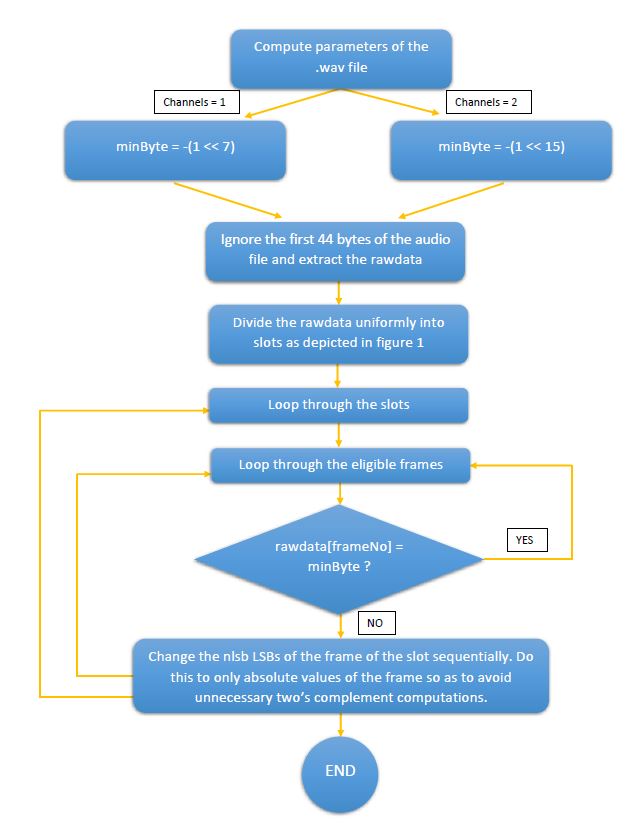 Compute parameters of the
.wav file
Channels = 1
Channels = 2
minByte = -(1 << 7)
minByte = -(1 << 15)
Ignore the first 44 bytes of the audio
file and extract the rawdata
Divide the rawdata uniformly into
slots as depicted in figure 1
Loop through the slots
Loop through the eligible frames
rawdata[frameNo] =
minByte ?
YES
NO
Change the nlsb LSBs of the frame of the slot sequentially. Do
this to only absolute values of the frame so as to avoid
unnecessary two's complement computations.
END